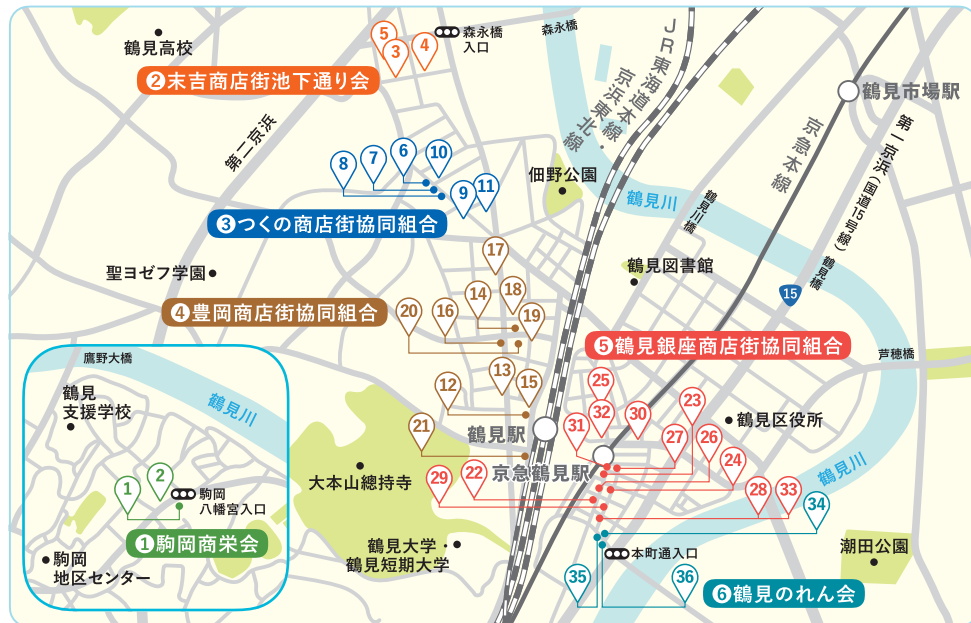 鶴見高校
5
3
4
森永橋
入口
森永橋
❷末吉商店街池下通り会
第二京浜
JR東海道本線・
京浜東北線
鶴見市場駅
京急本線
第一京浜(国道15号線)
8
7
6
10
9
11
佃野公園
鶴見川
鶴見川橋
鶴見橋
❸つくの商店街協同組合
聖ヨゼフ学園
17
鶴見図書館
15
❹豊岡商店街協同組合
20
16
14
18
19
❺鶴見銀座商店街協同組合
芦穂橋
鷹野大橋
鶴見
支援学校
鶴見川
12
13
15
21
鶴見駅
25
31
32
30
23
27
26
24
鶴見区役所
京急鶴見駅
大本山總持寺
29
22
28
33
34
鶴見川
1
2
駒岡
八幡宮入口
❶駒岡商栄会
駒岡
地区センター
鶴見大学・
鶴見短期大学
本町通入口
潮田公園
35
36
❻鶴見のれん会